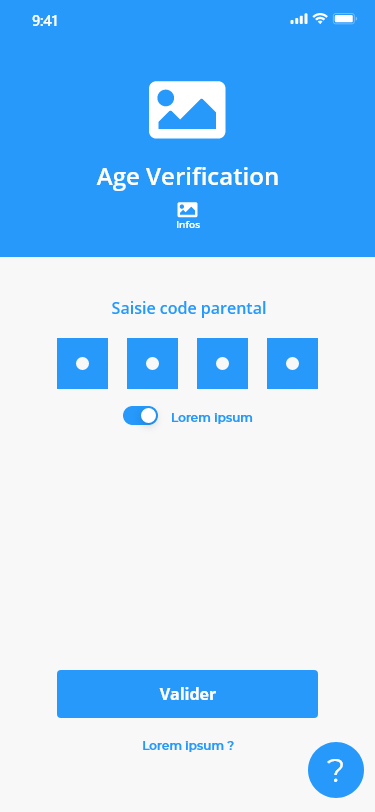 9:41
Age Verification
Infos
Saisie code parental
Lorem Ipsum
Valider
Lorem ipsum ?
?